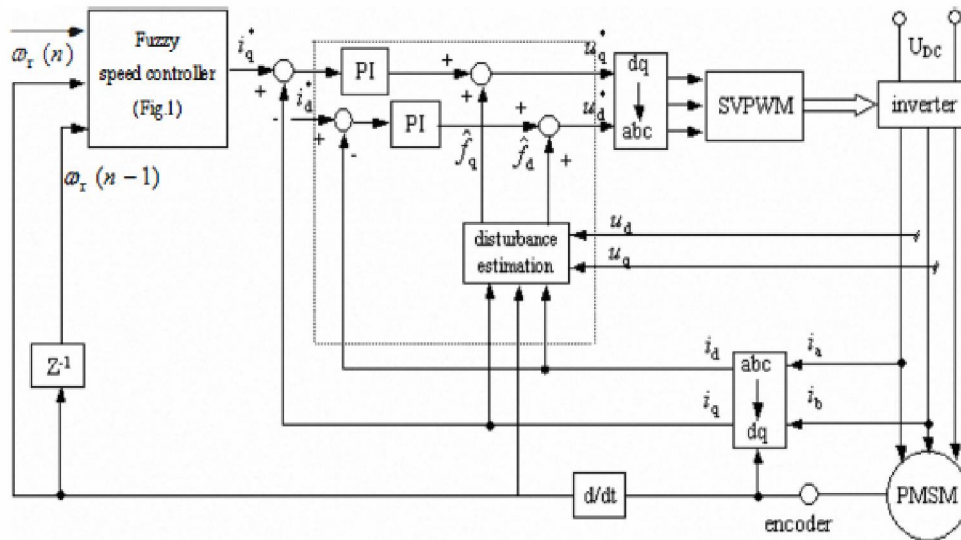 ω_r (n)
Fuzzy
speed controller
(Fig.1)
i_q^*
+
-
PI
+
+
u_q^*
i_d^*
+
-
PI
+
+
u_d^*
f̂_q
f̂_d
dq
abc
SVPWM
U_DC
inverter
ω_r (n−1)
disturbance
estimation
u_d
u_q
Z^-1
i_d
i_q
abc
dq
i_a
i_b
d/dt
encoder
PMSM